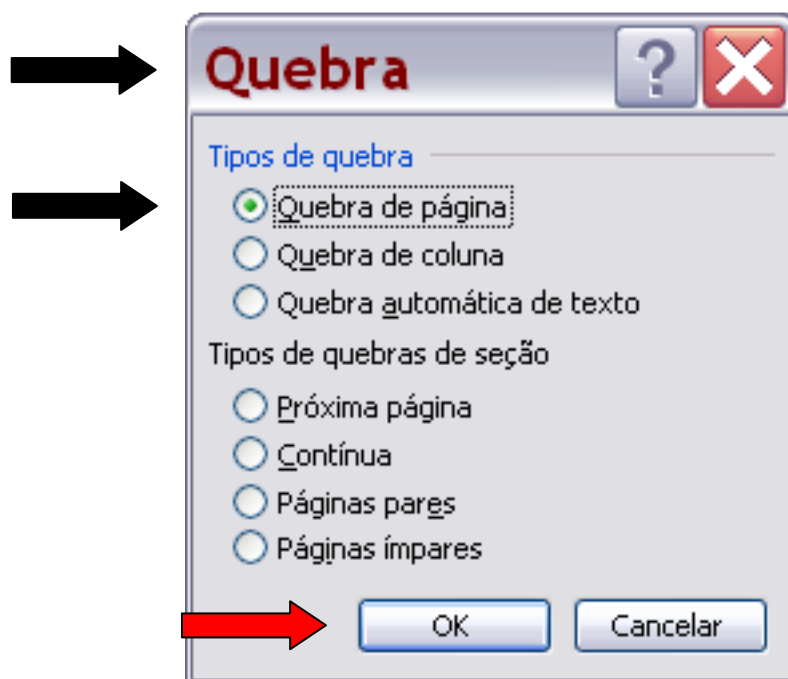 Quebra ?
Tipos de quebra
Quebra de página
Quebra de coluna
Quebra automática de texto
Tipos de quebras de seção
Próxima página
Contínua
Páginas pares
Páginas ímpares
OK Cancelar